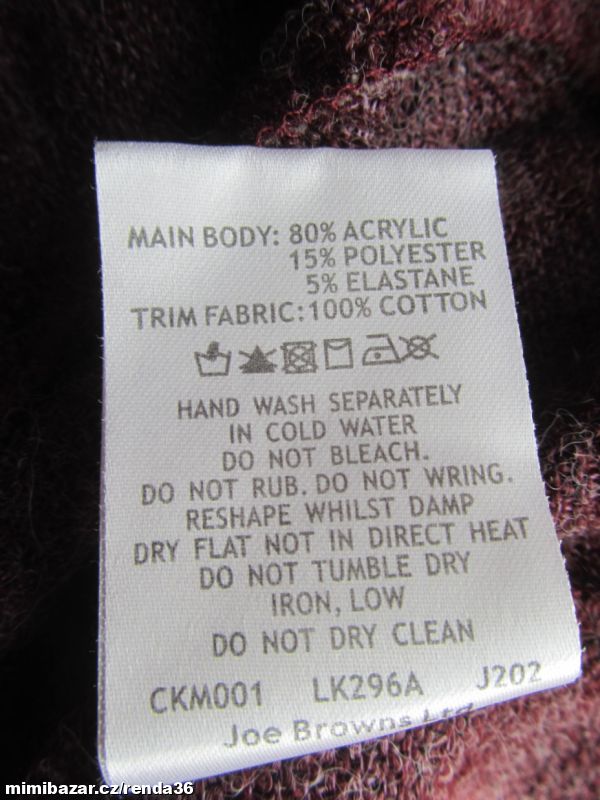 MAIN BODY: 80% ACRYLIC
15% POLYESTER
5% ELASTANE
TRIM FABRIC: 100% COTTON
HAND WASH SEPARATELY
IN COLD WATER
DO NOT BLEACH.
DO NOT RUB. DO NOT WRING.
RESHAPE WHILST DAMP
DRY FLAT NOT IN DIRECT HEAT
DO NOT TUMBLE DRY
IRON, LOW
DO NOT DRY CLEAN
CKM001 LK296A J202
Joe Browns Ltd
mimibazar.cz/renda36